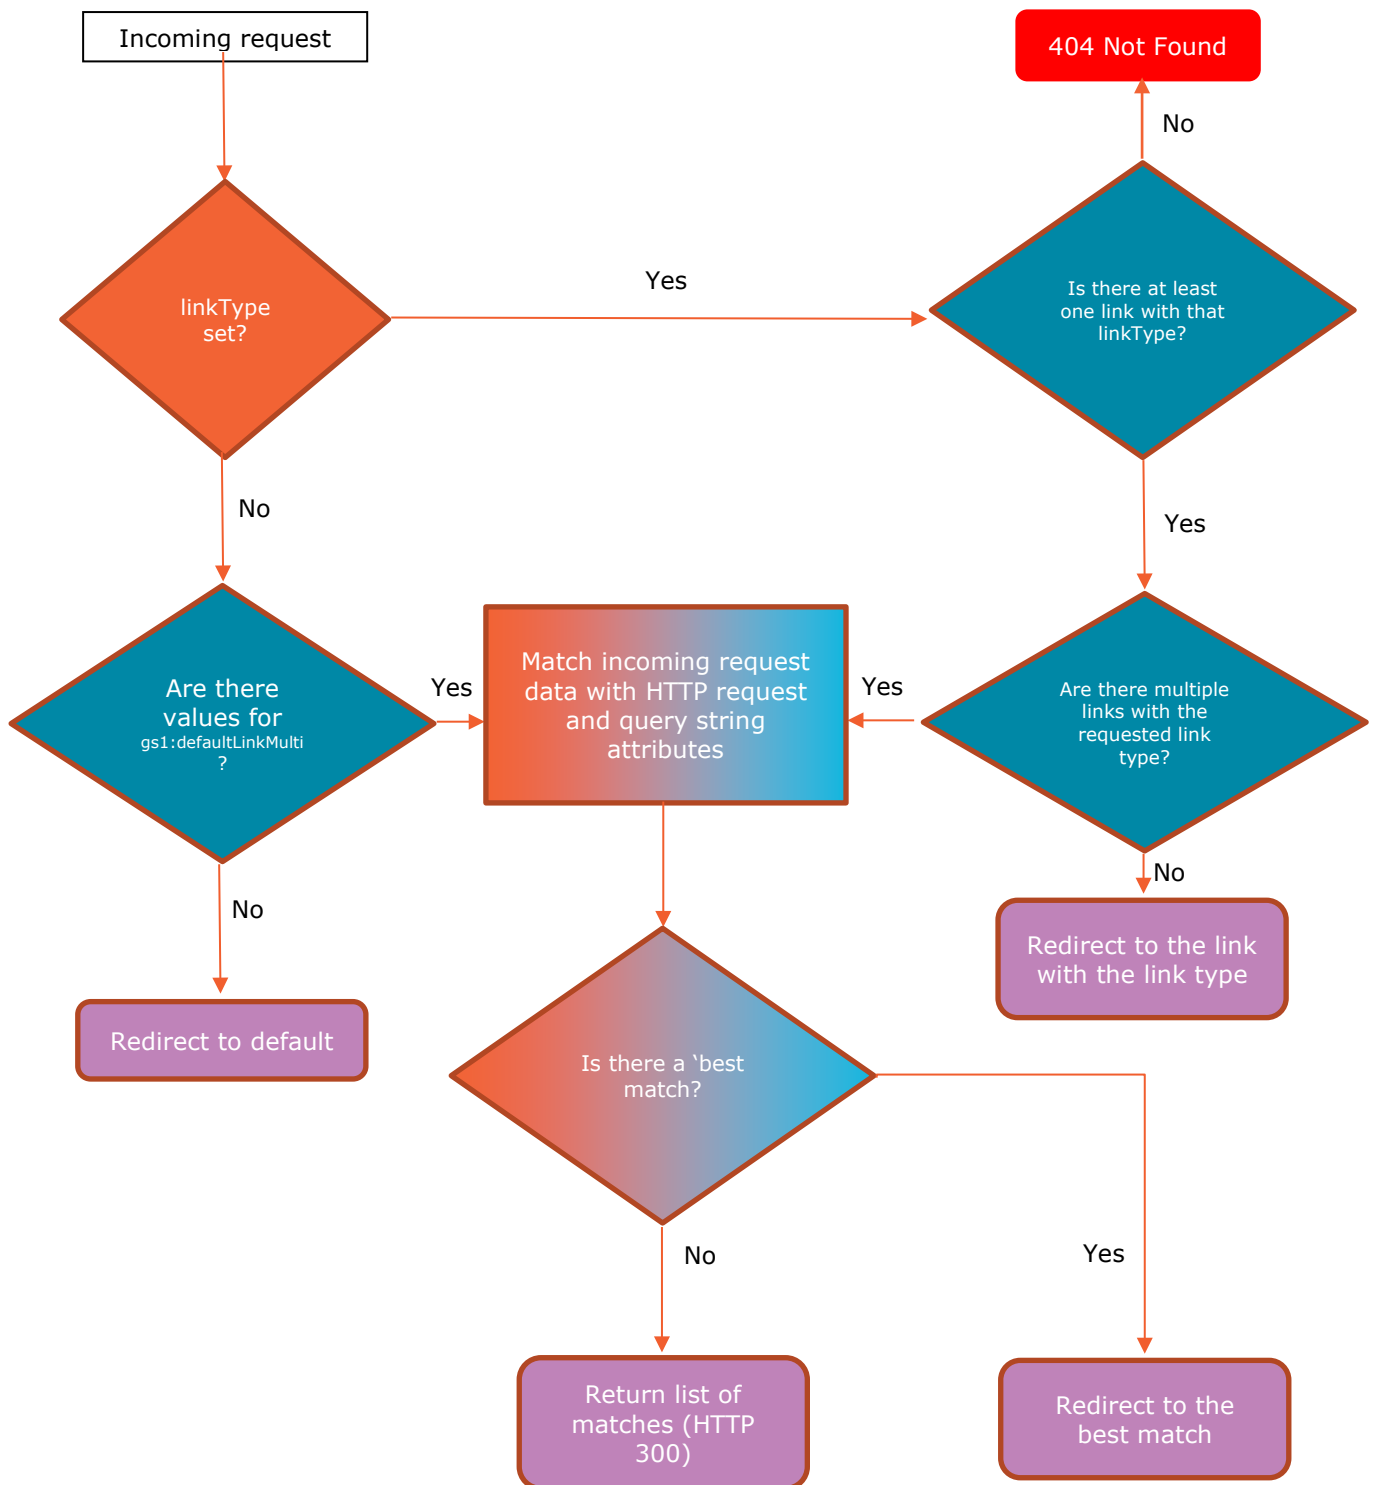 Incoming request
404 Not Found
No
linkType
set?
Yes
Is there at least
one link with that
linkType?
No
Yes
Are there
values for
gs1:defaultLinkMulti
?
Yes
Match incoming request
data with HTTP request
and query string
attributes
Yes
Are there multiple
links with the
requested link
type?
No
No
Redirect to the link
with the link type
Redirect to default
Is there a ‘best
match?
No
Yes
Return list of
matches (HTTP
300)
Redirect to the
best match